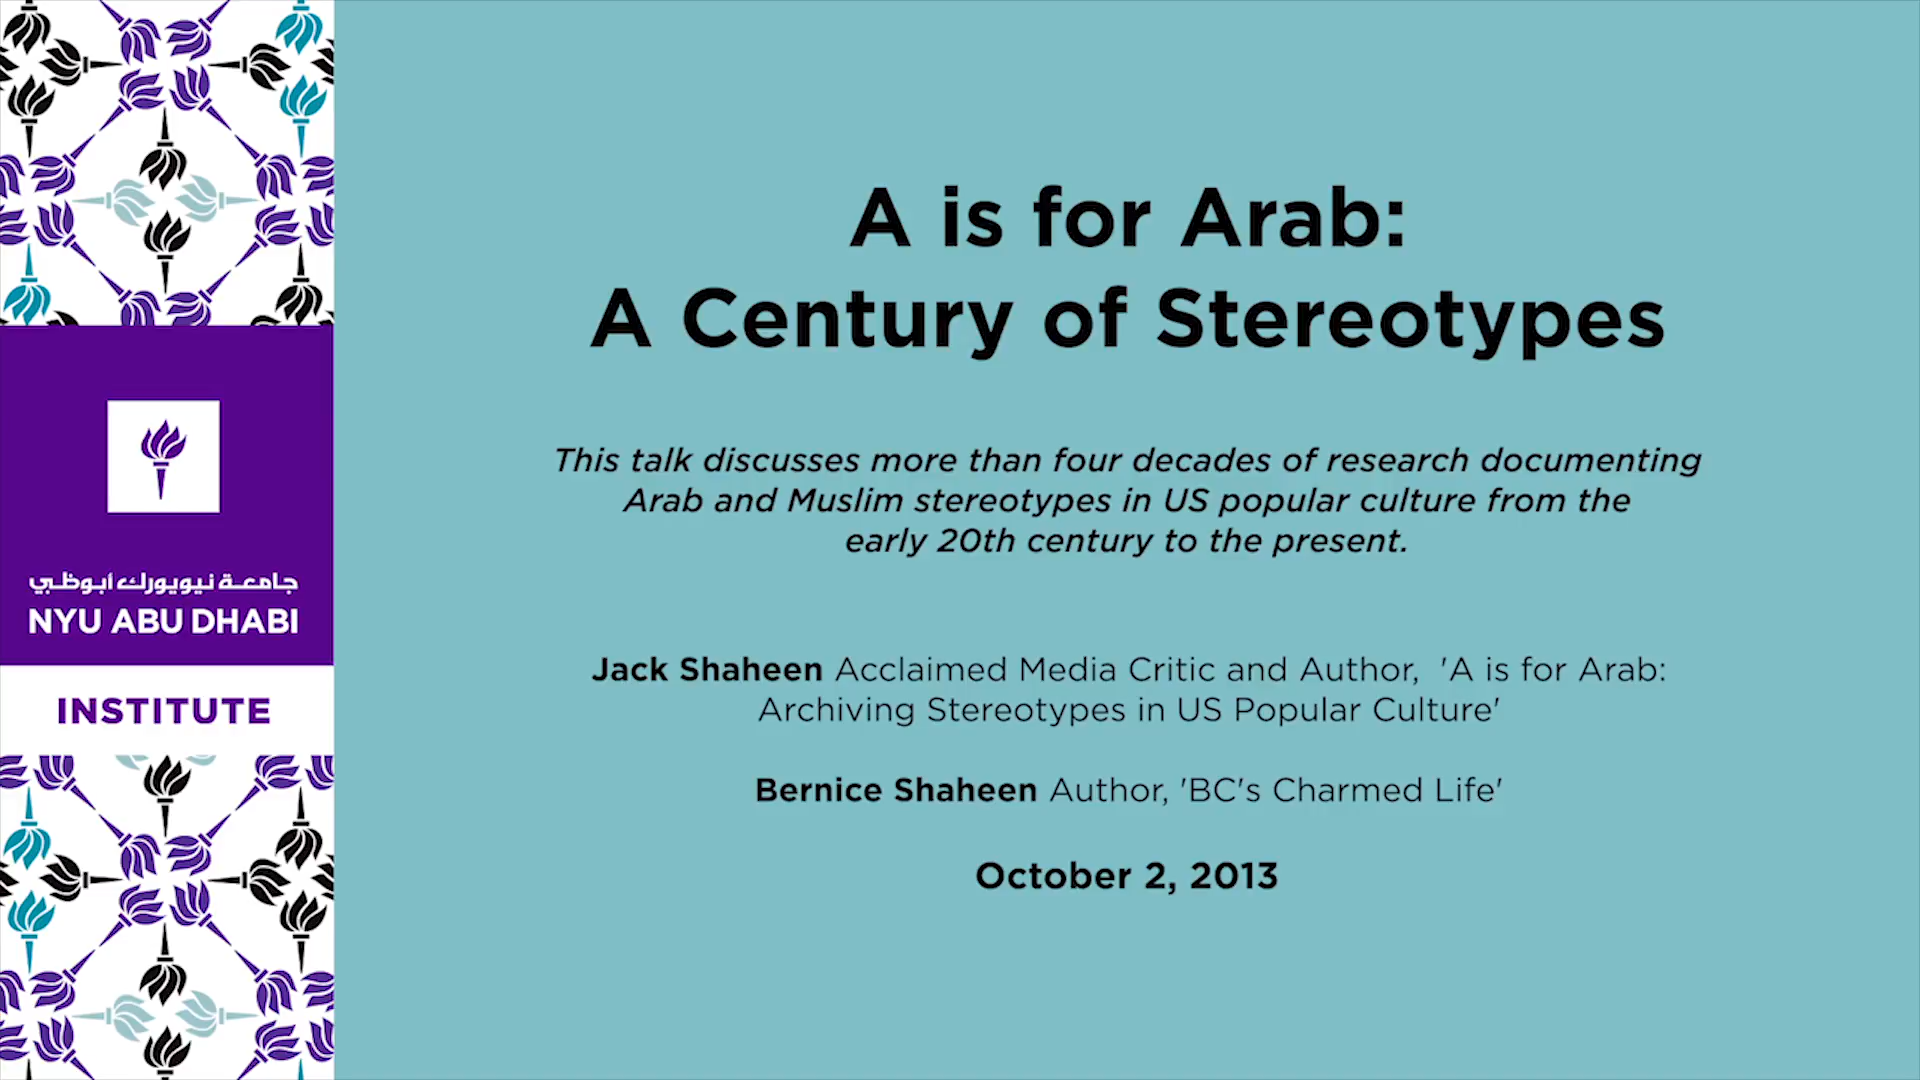 جامعة نيويورك أبوظبي
NYU ABU DHABI
INSTITUTE
A is for Arab:
A Century of Stereotypes
This talk discusses more than four decades of research documenting
Arab and Muslim stereotypes in US popular culture from the
early 20th century to the present.
Jack Shaheen Acclaimed Media Critic and Author, 'A is for Arab:
Archiving Stereotypes in US Popular Culture'
Bernice Shaheen Author, 'BC's Charmed Life'
October 2, 2013